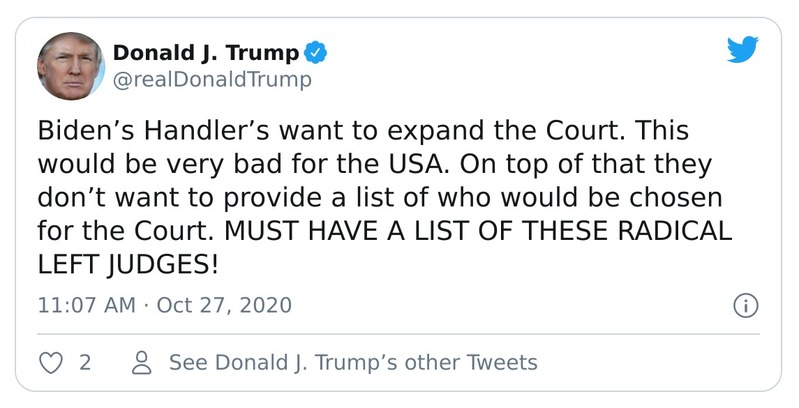 Donald J. Trump
@realDonaldTrump
Biden’s Handler’s want to expand the Court. This
would be very bad for the USA. On top of that they
don’t want to provide a list of who would be chosen
for the Court. MUST HAVE A LIST OF THESE RADICAL
LEFT JUDGES!
11:07 AM · Oct 27, 2020
2 See Donald J. Trump’s other Tweets